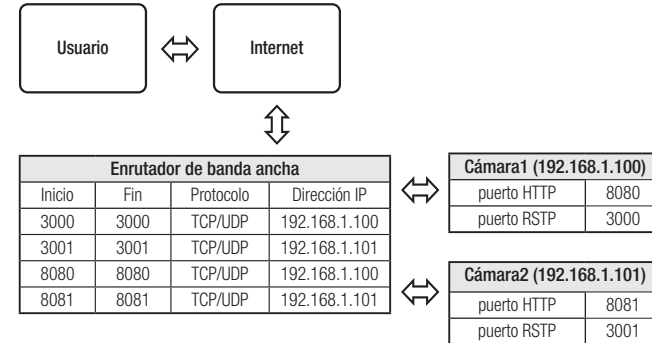 Usuario
Internet
Enrutador de banda ancha
Inicio Fin Protocolo Dirección IP
3000 3000 TCP/UDP 192.168.1.100
3001 3001 TCP/UDP 192.168.1.101
8080 8080 TCP/UDP 192.168.1.100
8081 8081 TCP/UDP 192.168.1.101
Cámara1 (192.168.1.100)
puerto HTTP 8080
puerto RSTP 3000
Cámara2 (192.168.1.101)
puerto HTTP 8081
puerto RSTP 3001